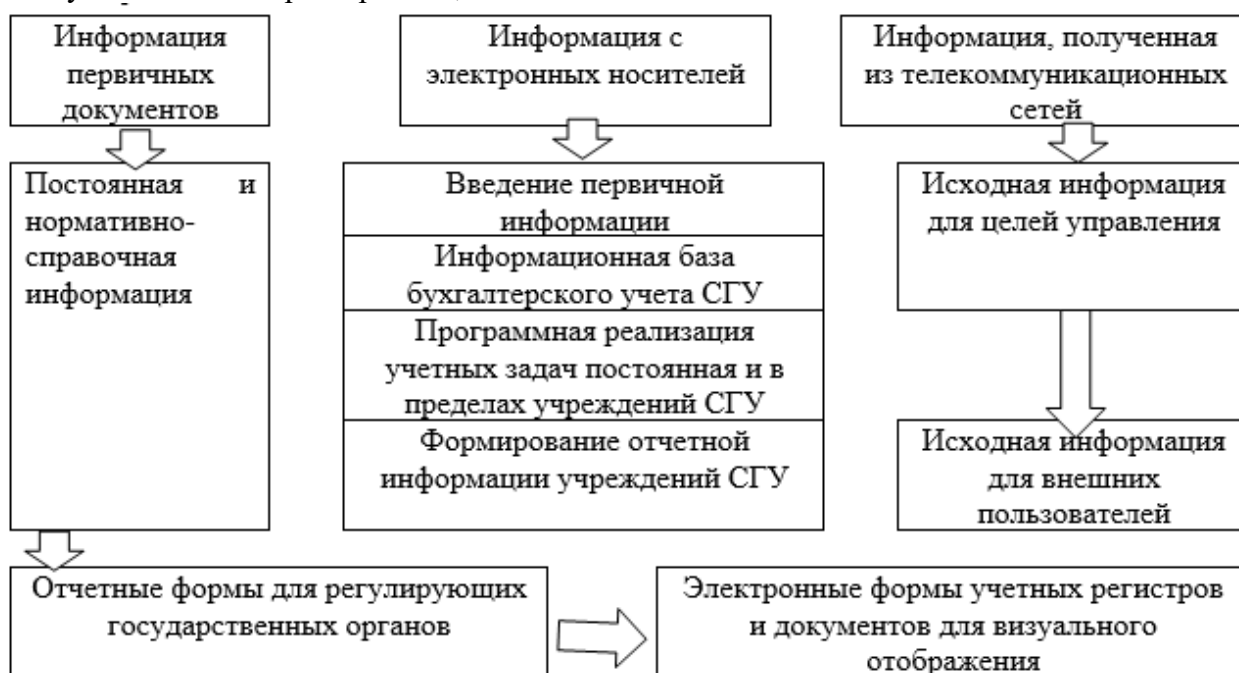 Информация
первичных
документов
Информация с
электронных носителей
Информация, полученная
из телекоммуникационных
сетей
Постоянная и
нормативно-
справочная
информация
Введение первичной
информации
Информационная база
бухгалтерского учета СГУ
Программная реализация
учетных задач постоянная и в
пределах учреждений СГУ
Формирование отчетной
информации учреждений СГУ
Исходная информация
для целей управления
Исходная информация
для внешних
пользователей
Отчетные формы для регулирующих
государственных органов
Электронные формы учетных регистров
и документов для визуального
отображения